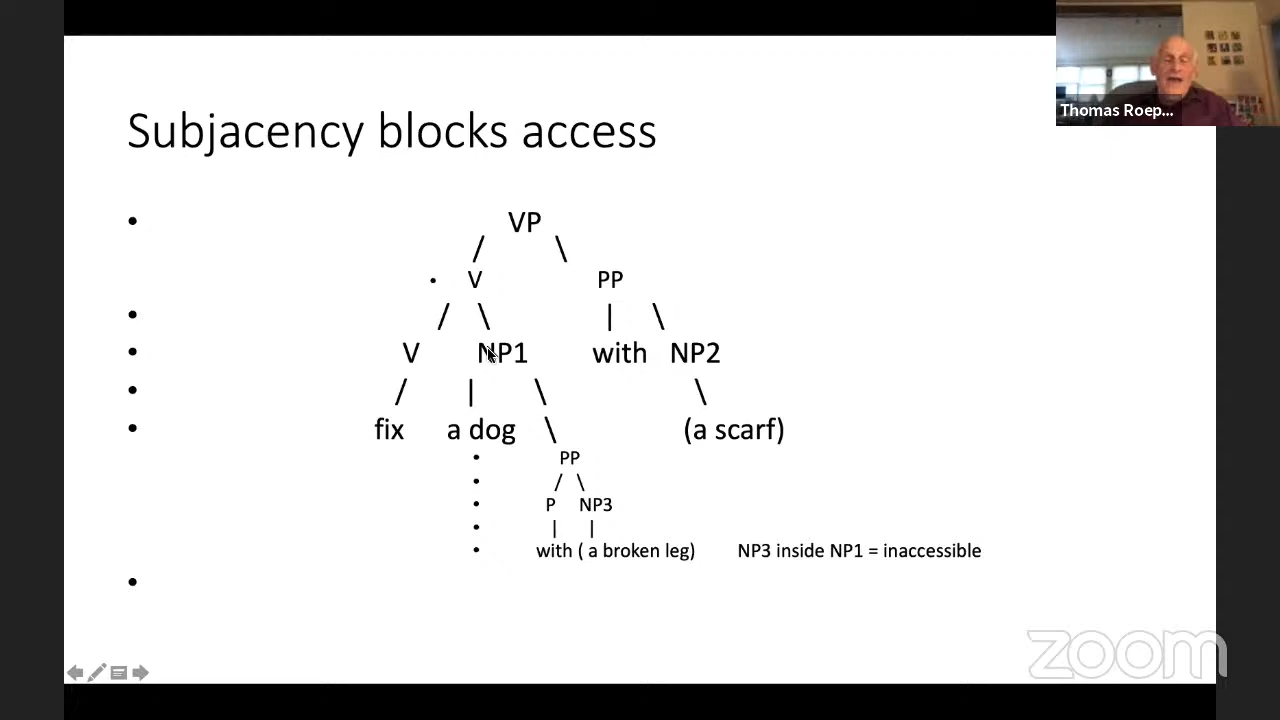 Thomas Roep...
Subjacency blocks access
• VP
/ \
• V PP
• / \ | \
• V NP1 with NP2
• / | \ \
• fix a dog \ (a scarf)
• PP
• / \
• P NP3
• | |
• with ( a broken leg) NP3 inside NP1 = inaccessible
•
zoom